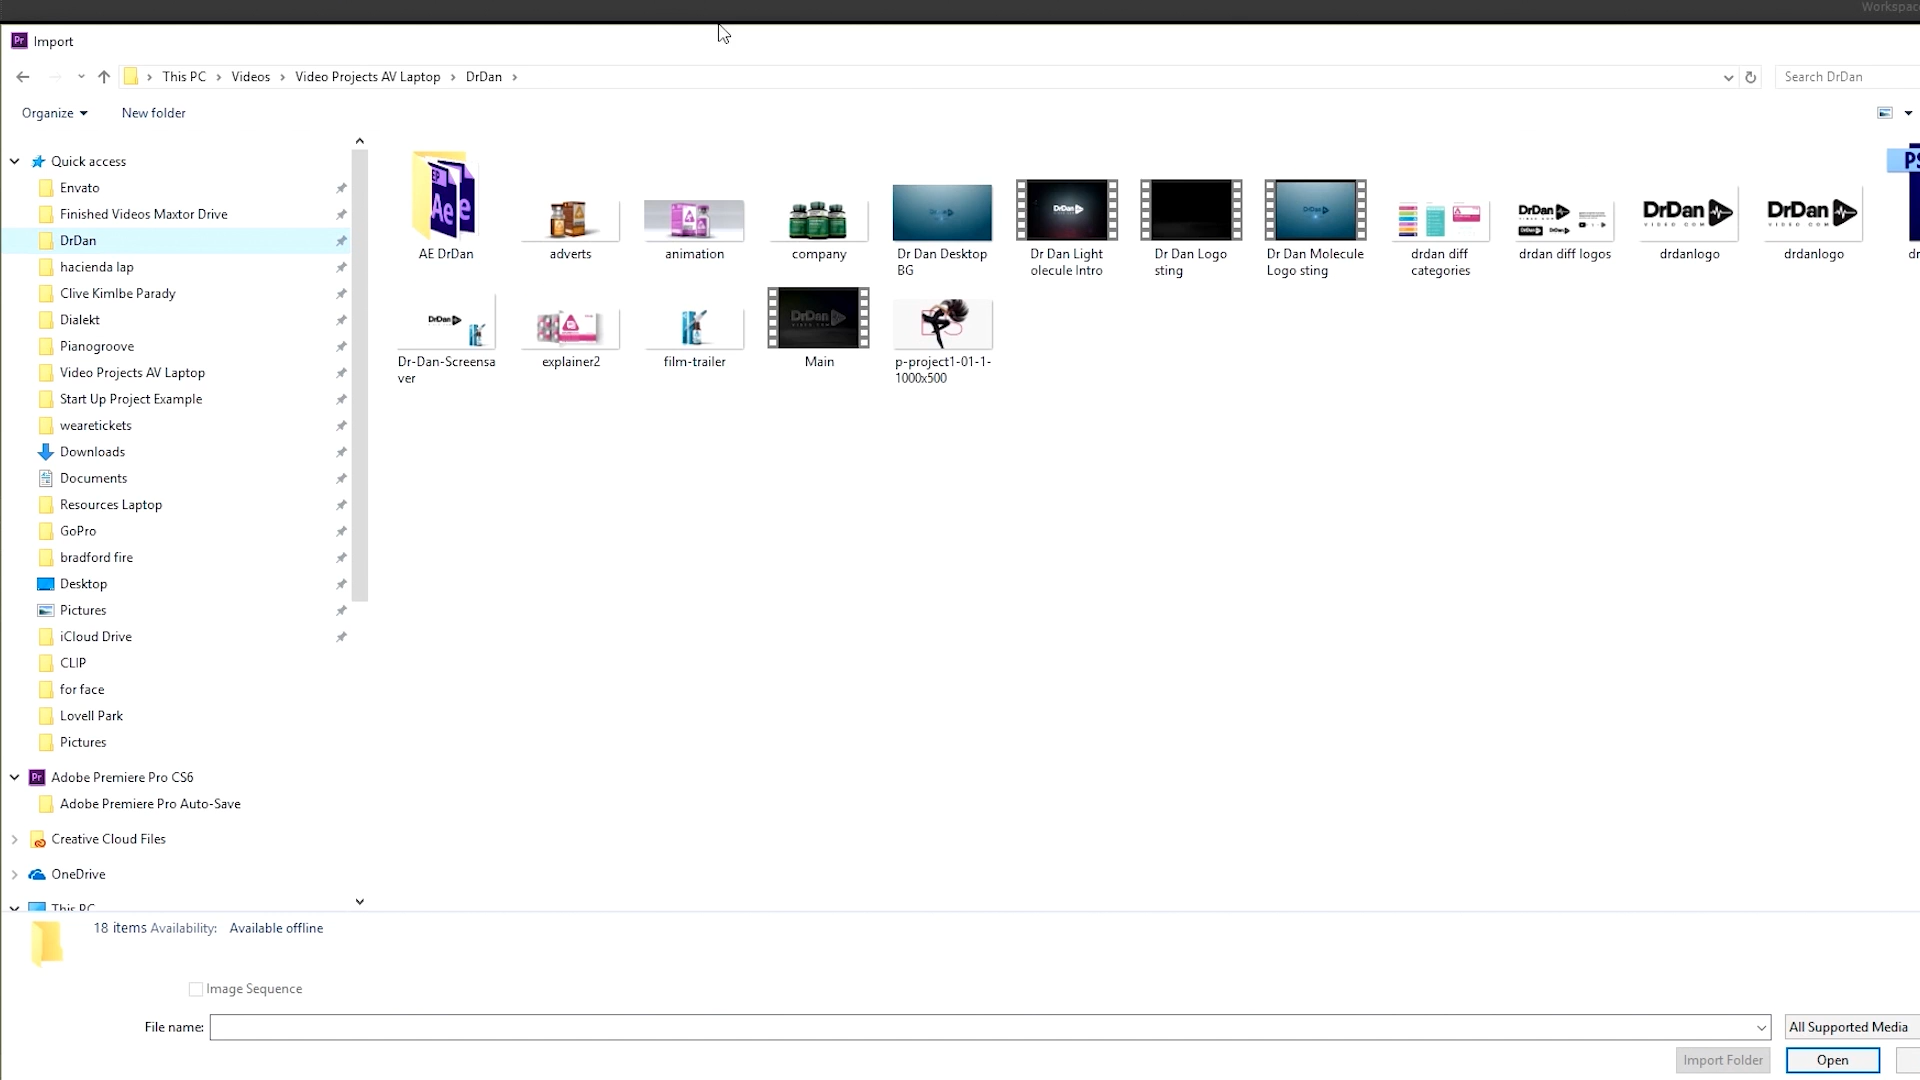 Workspac
Pr Import
This PC > Videos > Video Projects AV Laptop > DrDan >
Search DrDan
Organize
New folder
Quick access
Envato
Finished Videos Maxtor Drive
DrDan
hacienda lap
Clive Kimlbe Parady
Dialekt
Pianogroove
Video Projects AV Laptop
Start Up Project Example
wearetickets
Downloads
Documents
Resources Laptop
GoPro
bradford fire
Desktop
Pictures
iCloud Drive
CLIP
for face
Lovell Park
Pictures
Pr Adobe Premiere Pro CS6
Adobe Premiere Pro Auto-Save
Creative Cloud Files
OneDrive
This PC
AE DrDan
adverts
animation
company
Dr Dan Desktop
BG
Dr Dan Light
olecule Intro
Dr Dan Logo
sting
Dr Dan Molecule
Logo sting
drdan diff
categories
drdan diff logos
drdanlogo
drdanlogo
dr
Dr-Dan-Screensa
ver
explainer2
film-trailer
Main
p-project1-01-1-
1000x500
18 items Availability: Available offline
Image Sequence
File name:
All Supported Media
Import Folder
Open